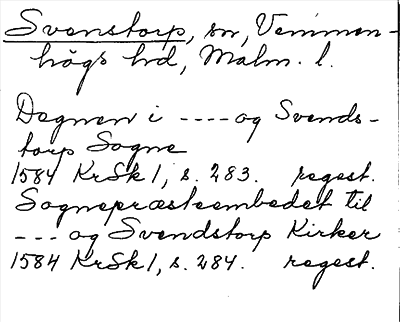 Svenstorp, sn, Vemmen-
högs hd, Malm. l.
Degnen i ---- og Svends-
torp Sogne
1584 KrSk 1, s. 283. regest.
Sognepræsteembedet til
--- og Svendstorp Kirker
1584 KrSk 1, s. 284. regest.